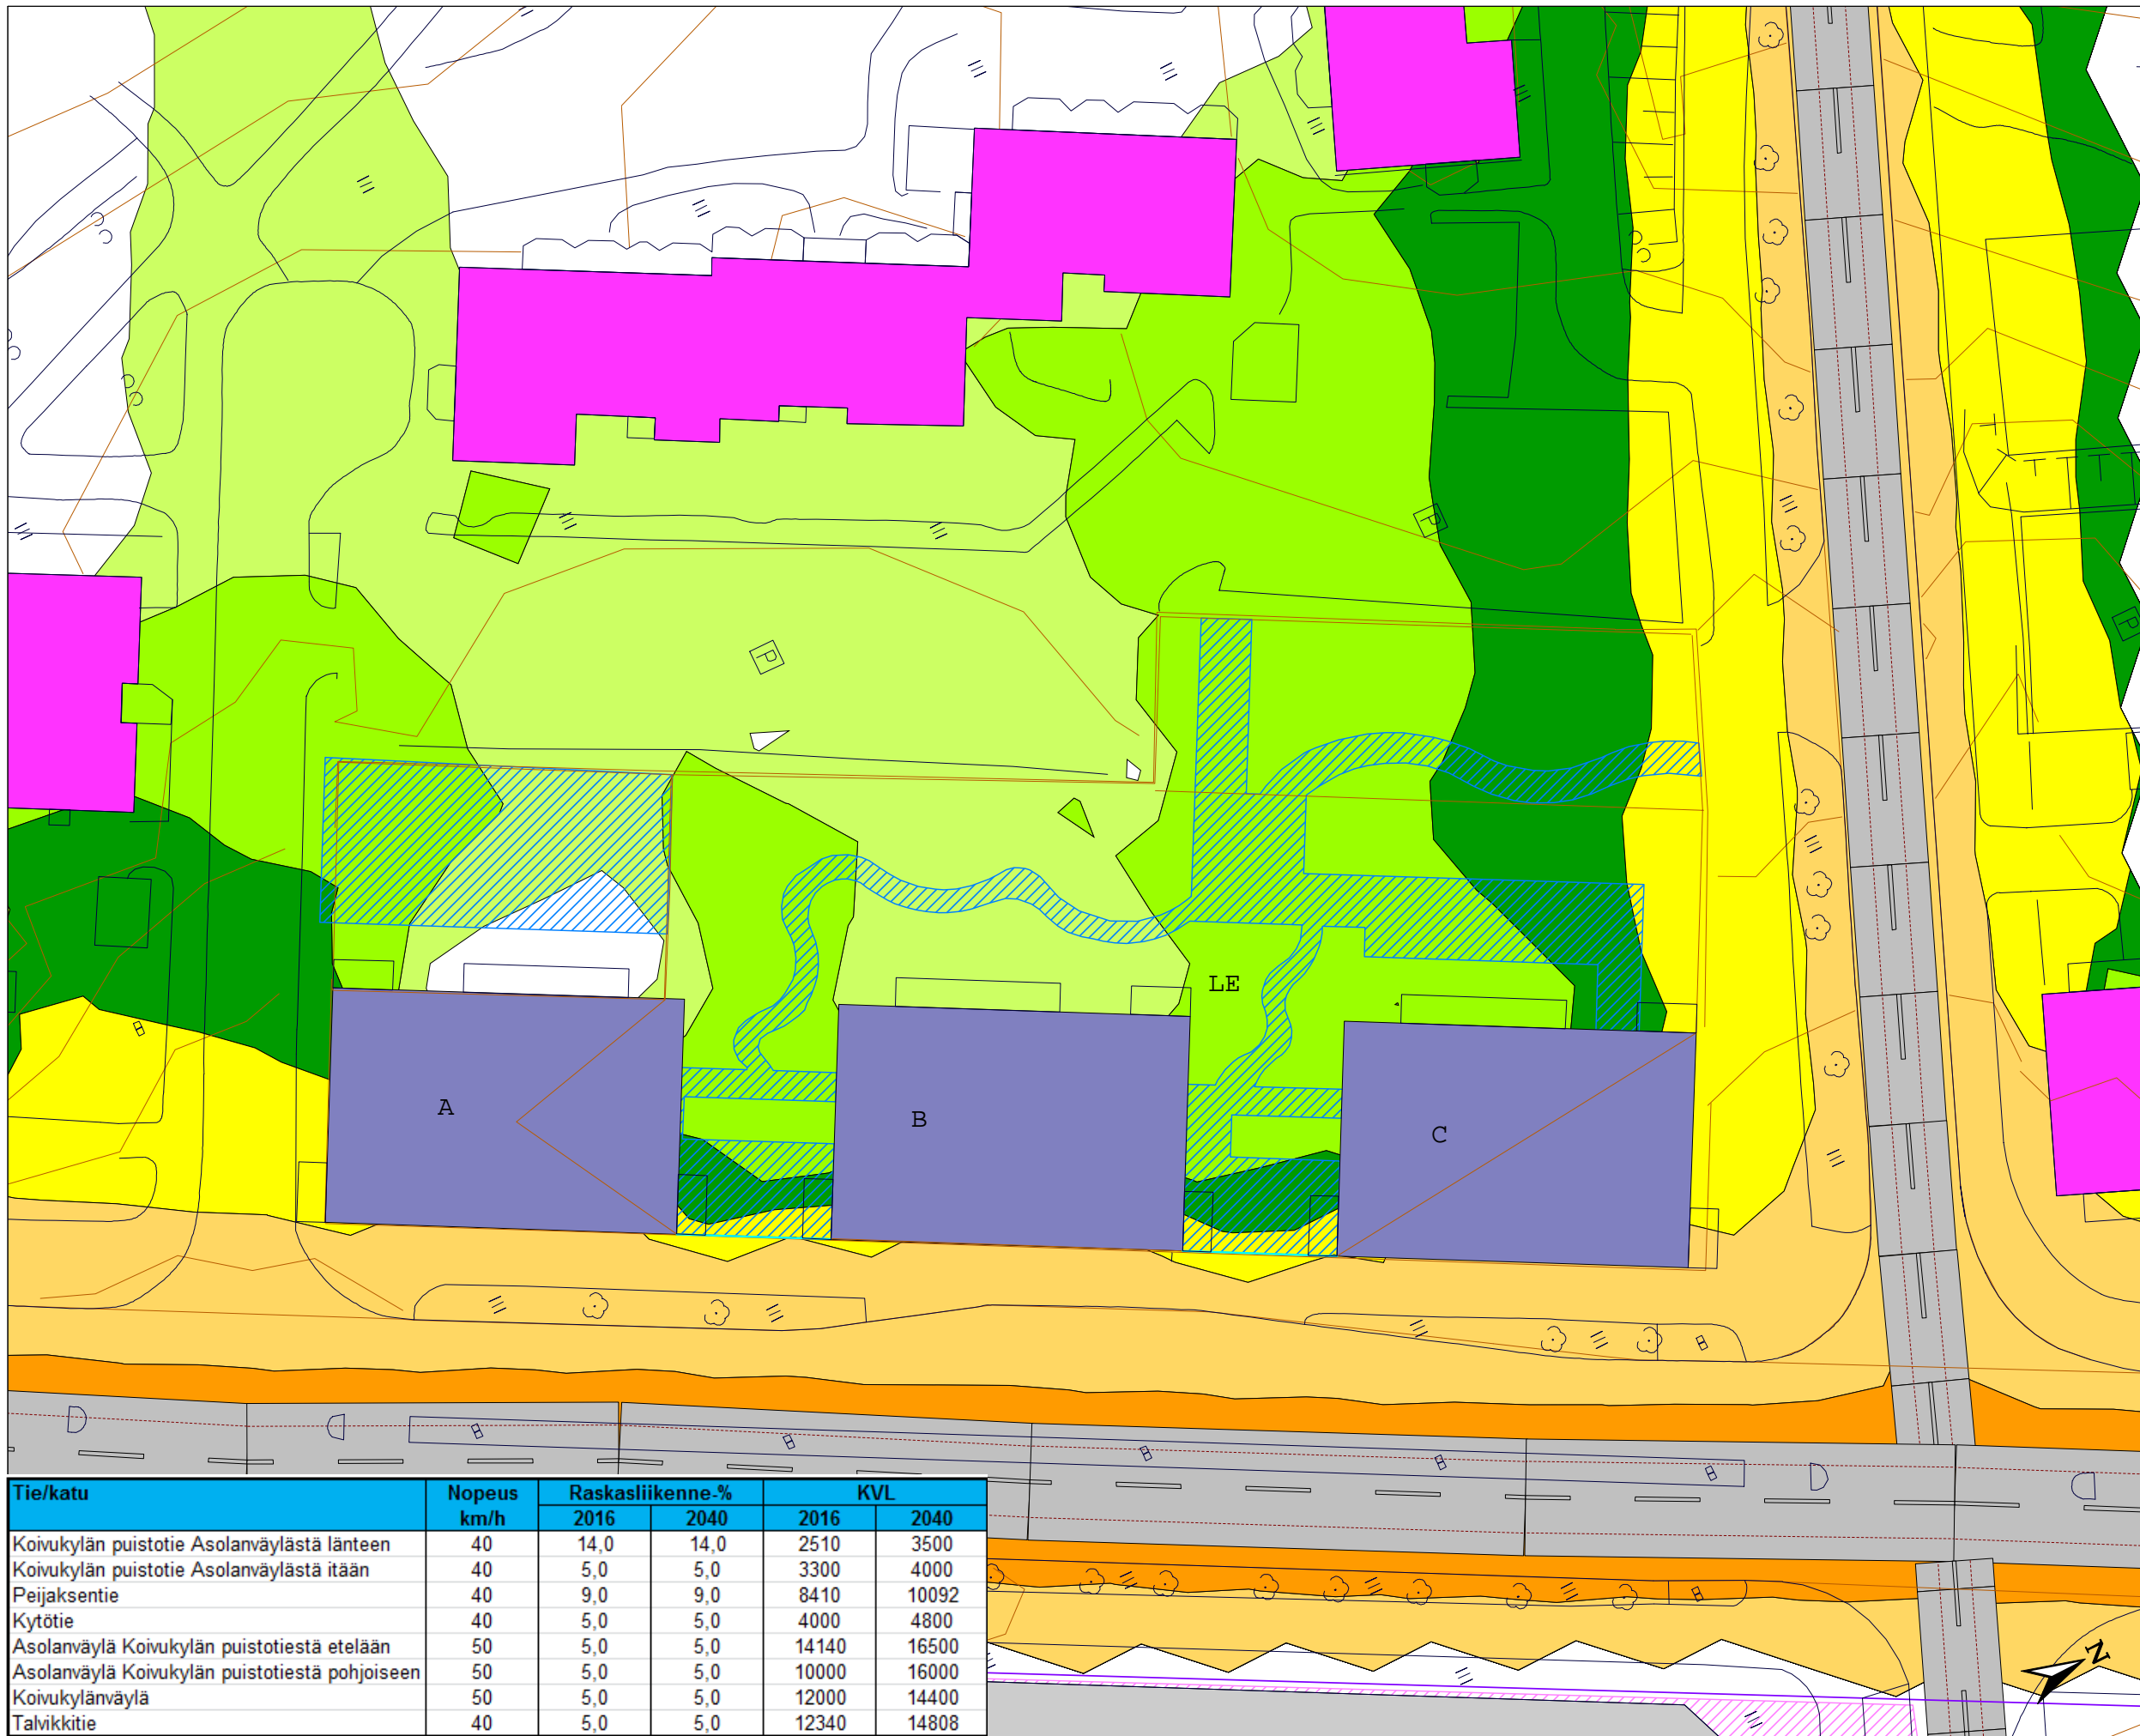 P
P
P
LE
A
B
C
N
Tie/katu Nopeus km/h Raskasliikenne-% KVL
2016 2040 2016 2040
Koivukylän puistotie Asolanväylästä länteen 40 14,0 14,0 2510 3500
Koivukylän puistotie Asolanväylästä itään 40 5,0 5,0 3300 4000
Peijaksentie 40 9,0 9,0 8410 10092
Kytötie 40 5,0 5,0 4000 4800
Asolanväylä Koivukylän puistotiestä etelään 50 5,0 5,0 14140 16500
Asolanväylä Koivukylän puistotiestä pohjoiseen 50 5,0 5,0 10000 16000
Koivukylänväylä 50 5,0 5,0 12000 14400
Talvikkitie 40 5,0 5,0 12340 14808